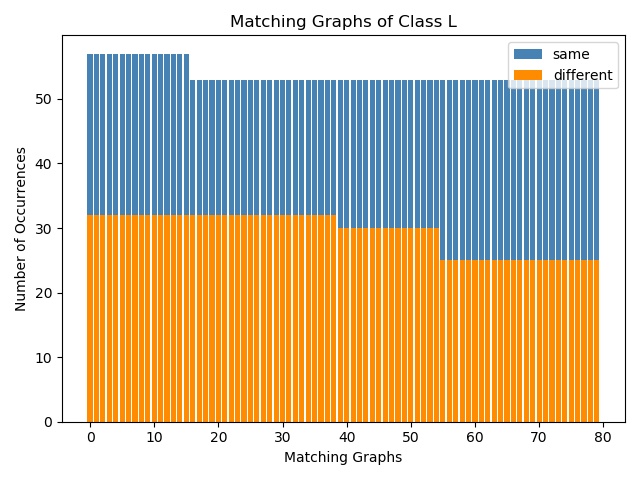 Matching Graphs of Class L
same
different
Number of Occurrences
50
40
30
20
10
0
0 10 20 30 40 50 60 70 80
Matching Graphs